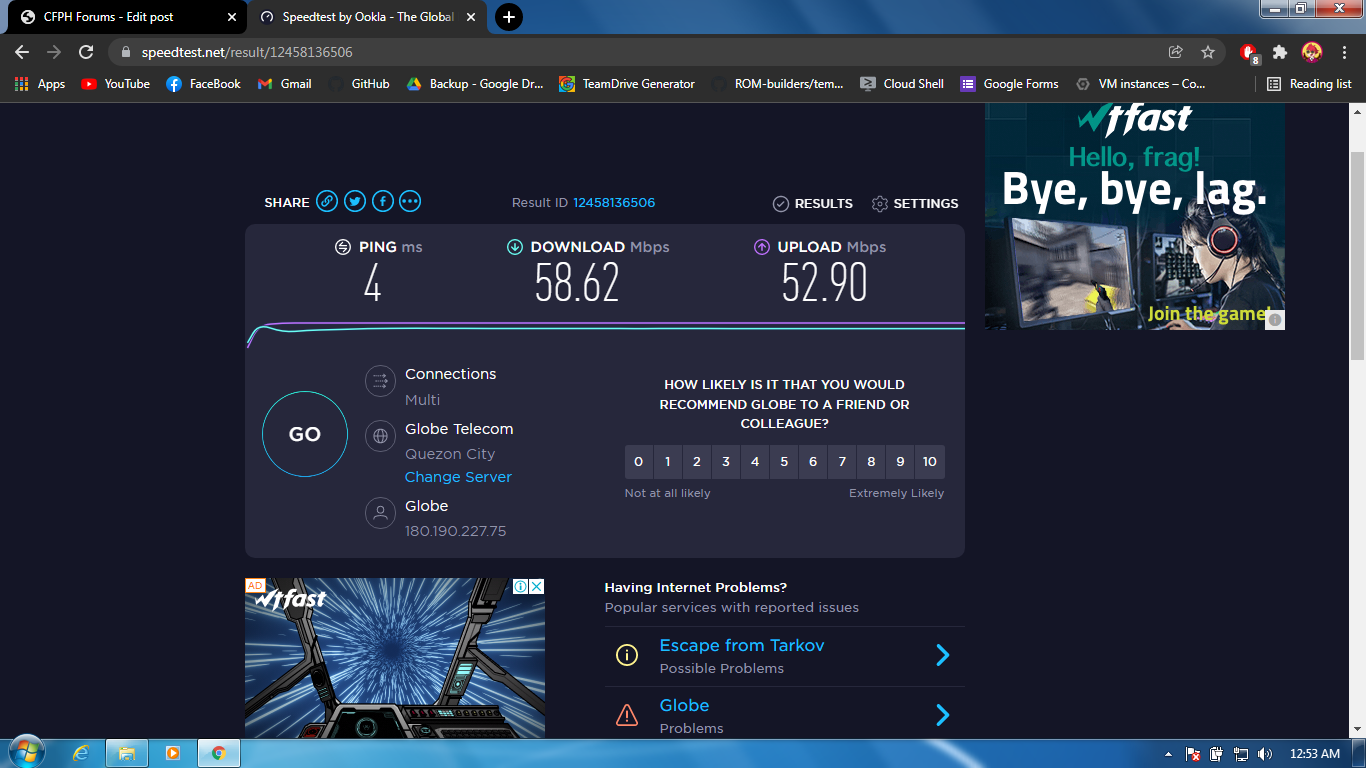 CFPH Forums - Edit post
Speedtest by Ookla - The Global
speedtest.net/result/12458136506
8
Apps
YouTube
FaceBook
Gmail
GitHub
Backup - Google Dr...
TeamDrive Generator
ROM-builders/tem...
Cloud Shell
Google Forms
VM instances – Co...
Reading list
wtfast
Hello, frag!
Bye, bye, lag.
Join the game!
SHARE
Result ID 12458136506
RESULTS
SETTINGS
PING ms
4
DOWNLOAD Mbps
58.62
UPLOAD Mbps
52.90
GO
Connections
Multi
Globe Telecom
Quezon City
Change Server
Globe
180.190.227.75
HOW LIKELY IS IT THAT YOU WOULD
RECOMMEND GLOBE TO A FRIEND OR
COLLEAGUE?
0 1 2 3 4 5 6 7 8 9 10
Not at all likely
Extremely Likely
AD
wtfast
Having Internet Problems?
Popular services with reported issues
Escape from Tarkov
Possible Problems
Globe
Problems
12:53 AM